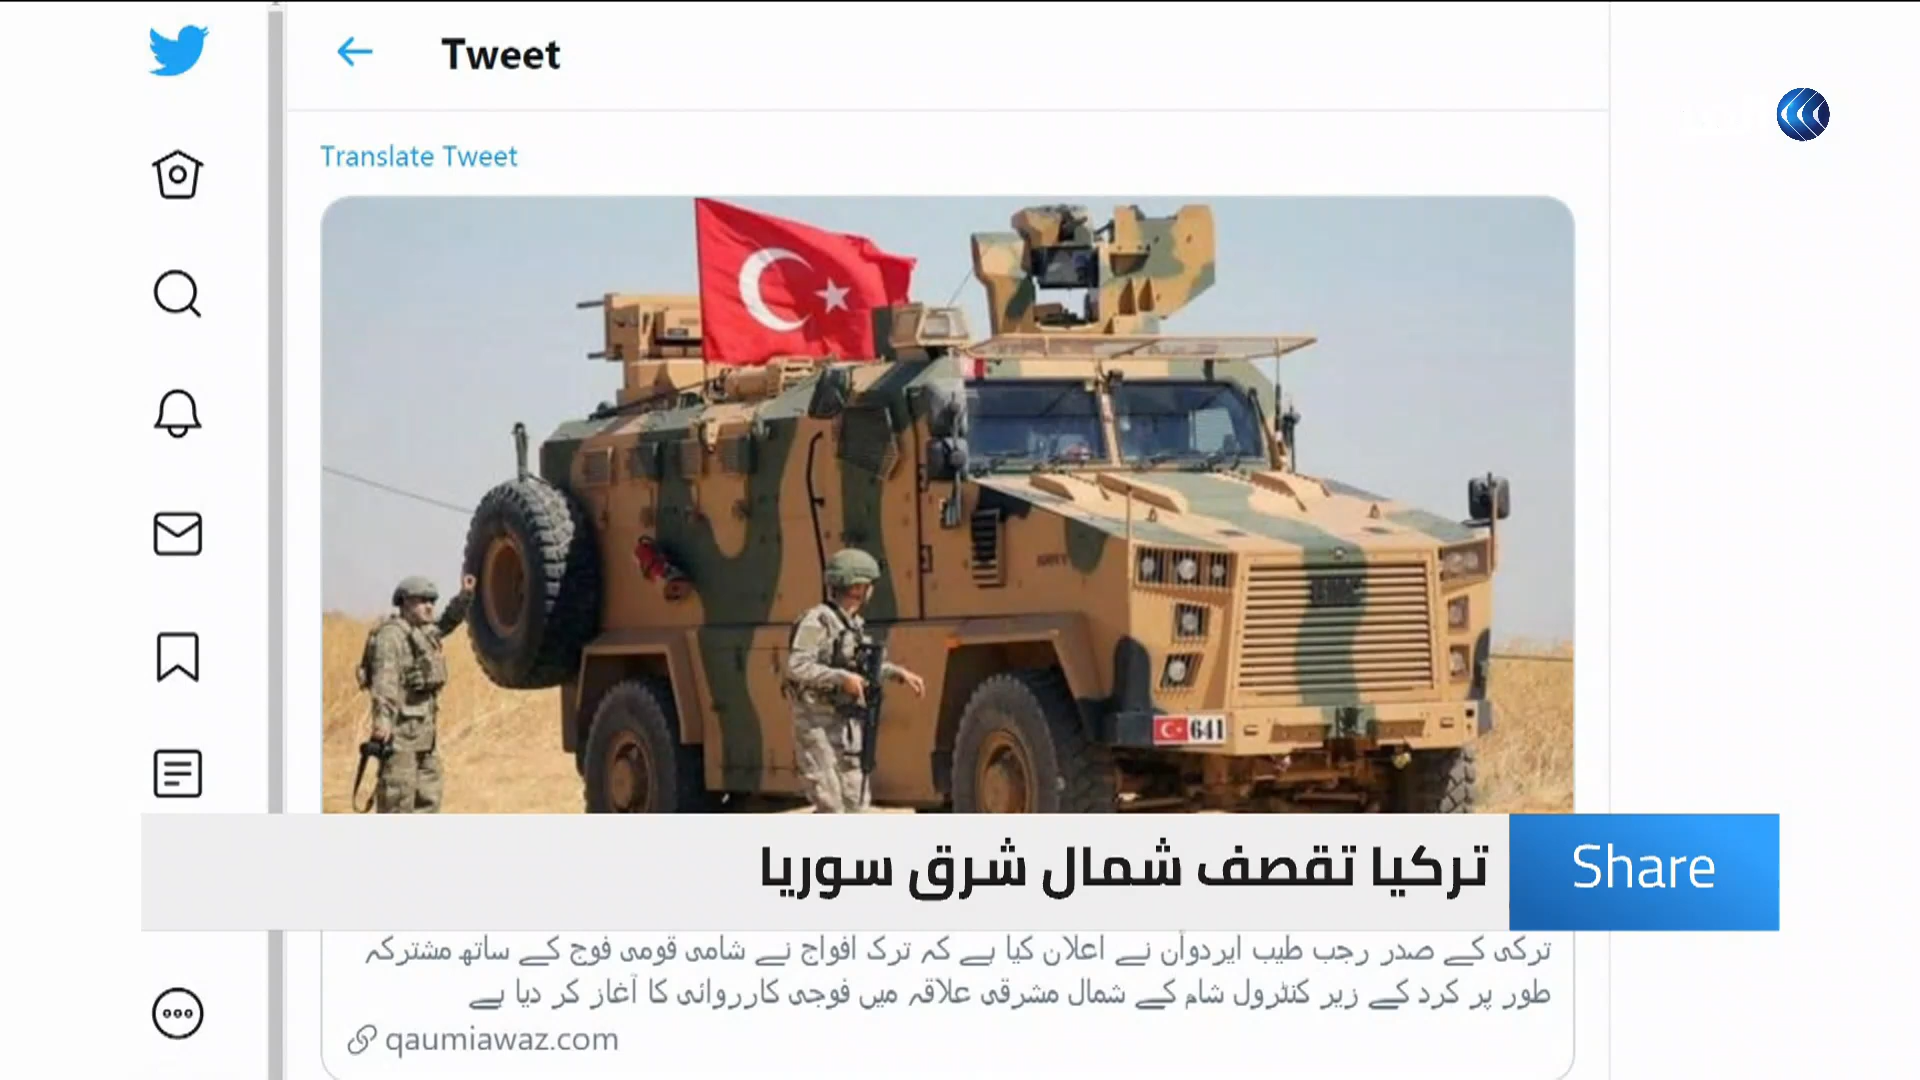 Tweet
Translate Tweet
641
تركيا تقصف شمال شرق سوريا
Share
ترکی کے صدر رجب طیب ایردوآن نے اعلان کیا ہے کہ ترک افواج نے شامی قومی فوج کے ساتھ مشترکہ
طور پر کرد کے زیر کنٹرول شام کے شمال مشرقی علاقہ میں فوجی کارروائی کا آغاز کر دیا ہے
qaumiawaz.com